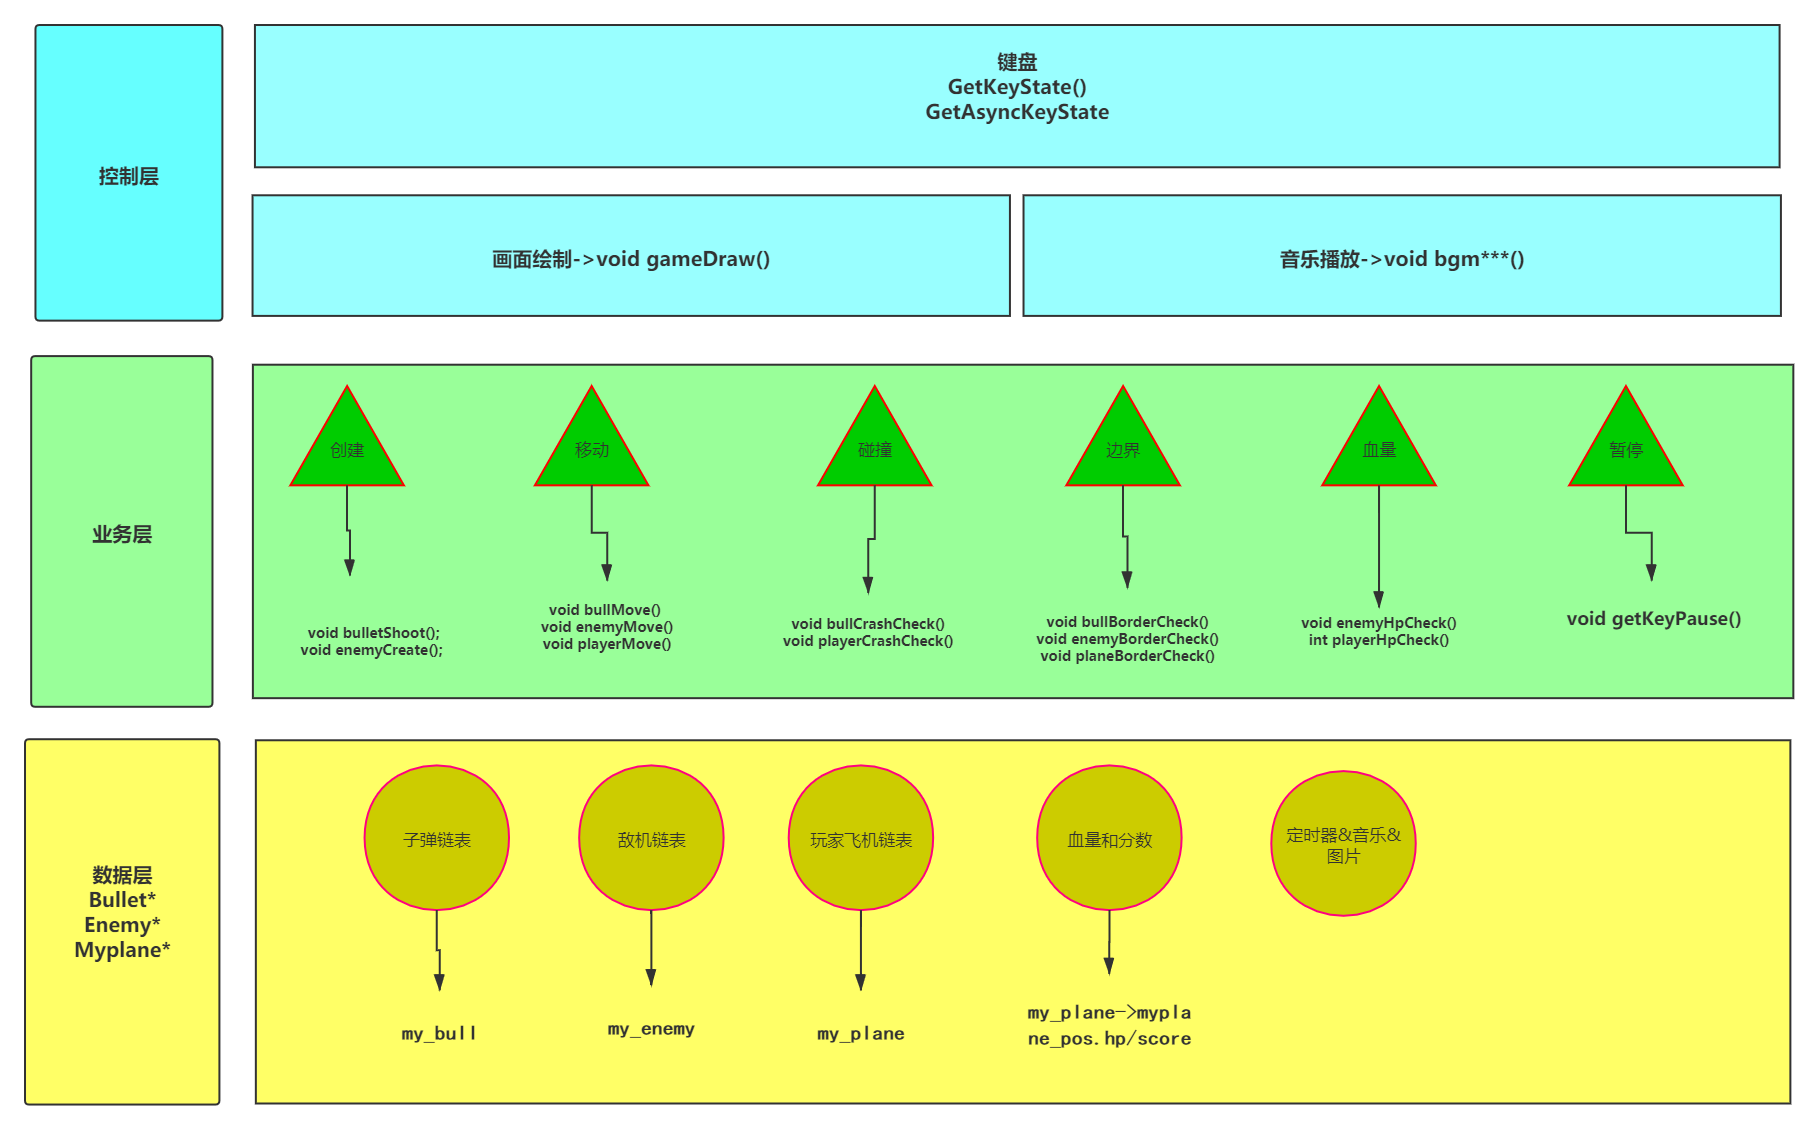 控制层
键盘
GetKeyState()
GetAsyncKeyState
画面绘制->void gameDraw()
音乐播放->void bgm***()
业务层
创建
移动
碰撞
边界
血量
暂停
void bulletShoot();
void enemyCreate();
void bullMove()
void enemyMove()
void playerMove()
void bullCrashCheck()
void playerCrashCheck()
void bullBorderCheck()
void enemyBorderCheck()
void planeBorderCheck()
void enemyHpCheck()
int playerHpCheck()
void getKeyPause()
数据层
Bullet*
Enemy*
Myplane*
子弹链表
敌机链表
玩家飞机链表
血量和分数
定时器&音乐&
图片
my_bull
my_enemy
my_plane
my_plane->mypla
ne_pos.hp/score